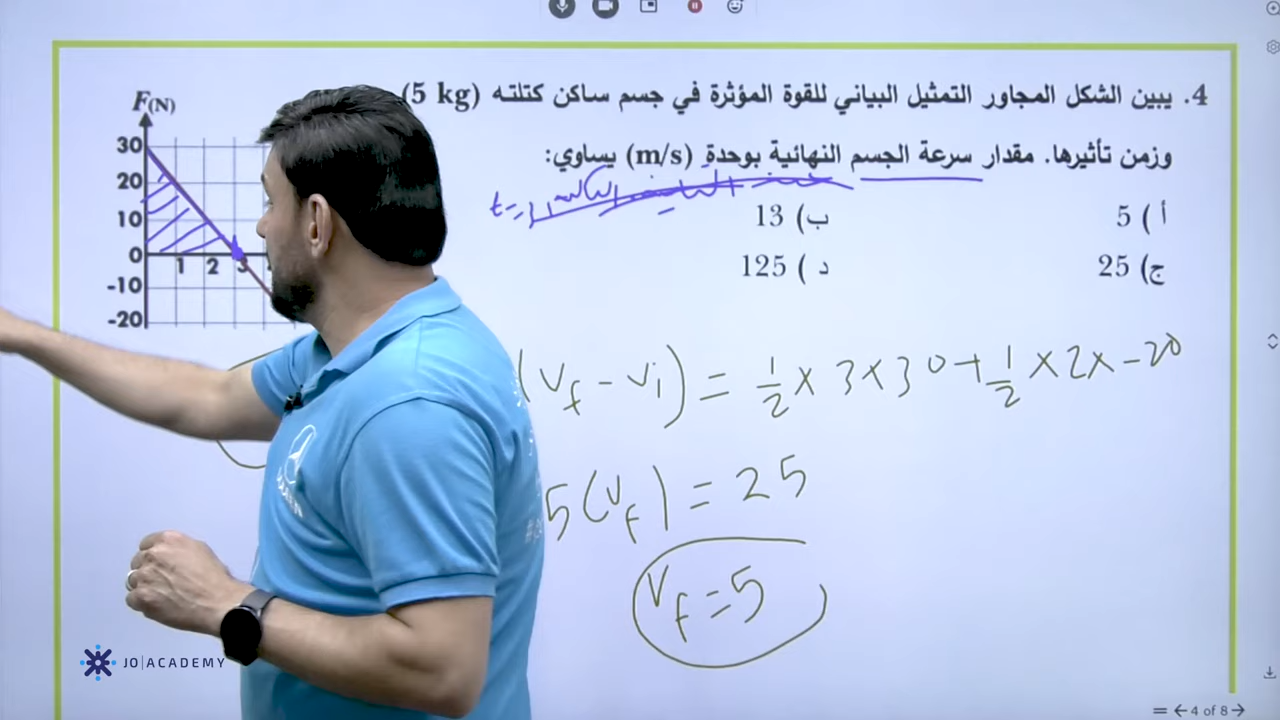 4. يبين الشكل المجاور التمثيل البياني للقوة المؤثرة في جسم ساكن كتلته (5 kg)
وزمن تأثيرها. مقدار سرعة الجسم النهائية بوحدة (m/s) يساوي:
أ ) 5
ب) 13
ج) 25
د ) 125
F(N)
30
20
10
0
-10
-20
1 2 3
(vf - vi) = 1/2 × 3 × 30 + 1/2 × 2 × -20
5(vf) = 25
vf = 5
JO|ACADEMY
4 of 8